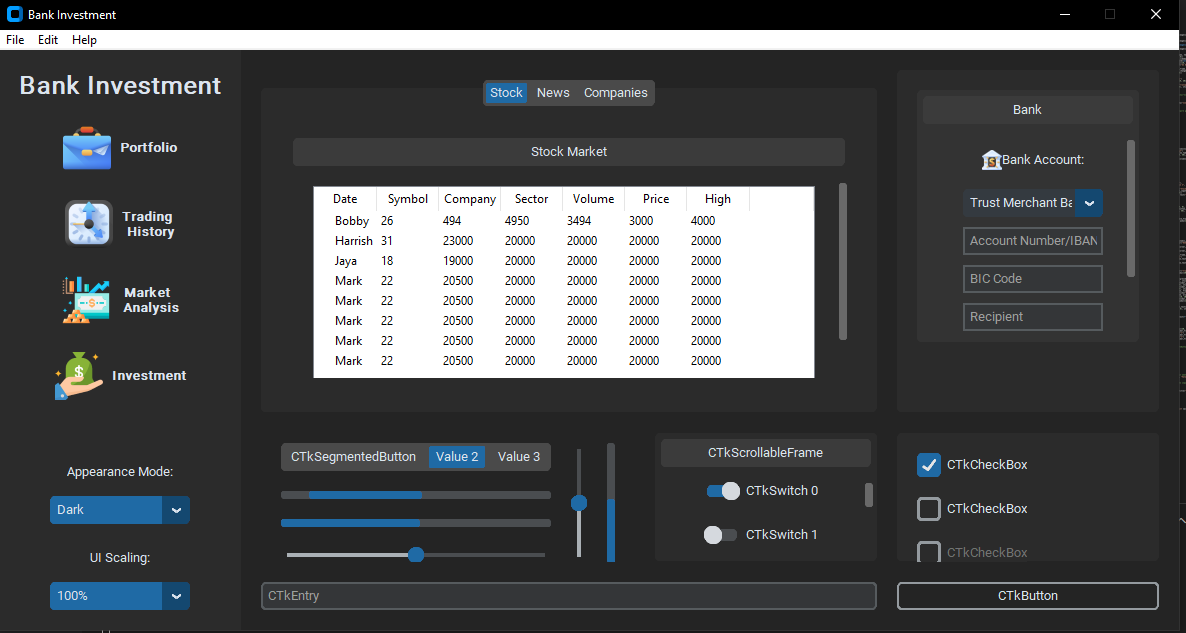 Bank Investment
File Edit Help
Bank Investment
Portfolio
Trading
History
Market
Analysis
Investment
Appearance Mode:
Dark
UI Scaling:
100%
Stock News Companies
Stock Market
Date Symbol Company Sector Volume Price High
Bobby 26 494 4950 3494 3000 4000
Harrish 31 23000 20000 20000 20000 20000
Jaya 18 19000 20000 20000 20000 20000
Mark 22 20500 20000 20000 20000 20000
Mark 22 20500 20000 20000 20000 20000
Mark 22 20500 20000 20000 20000 20000
Mark 22 20500 20000 20000 20000 20000
Mark 22 20500 20000 20000 20000 20000
Bank
Bank Account:
Trust Merchant Ba
Account Number/IBAN
BIC Code
Recipient
CTkSegmentedButton Value 2 Value 3
CTkScrollableFrame
CTkSwitch 0
CTkSwitch 1
CTkCheckBox
CTkCheckBox
CTkCheckBox
CTkEntry
CTkButton